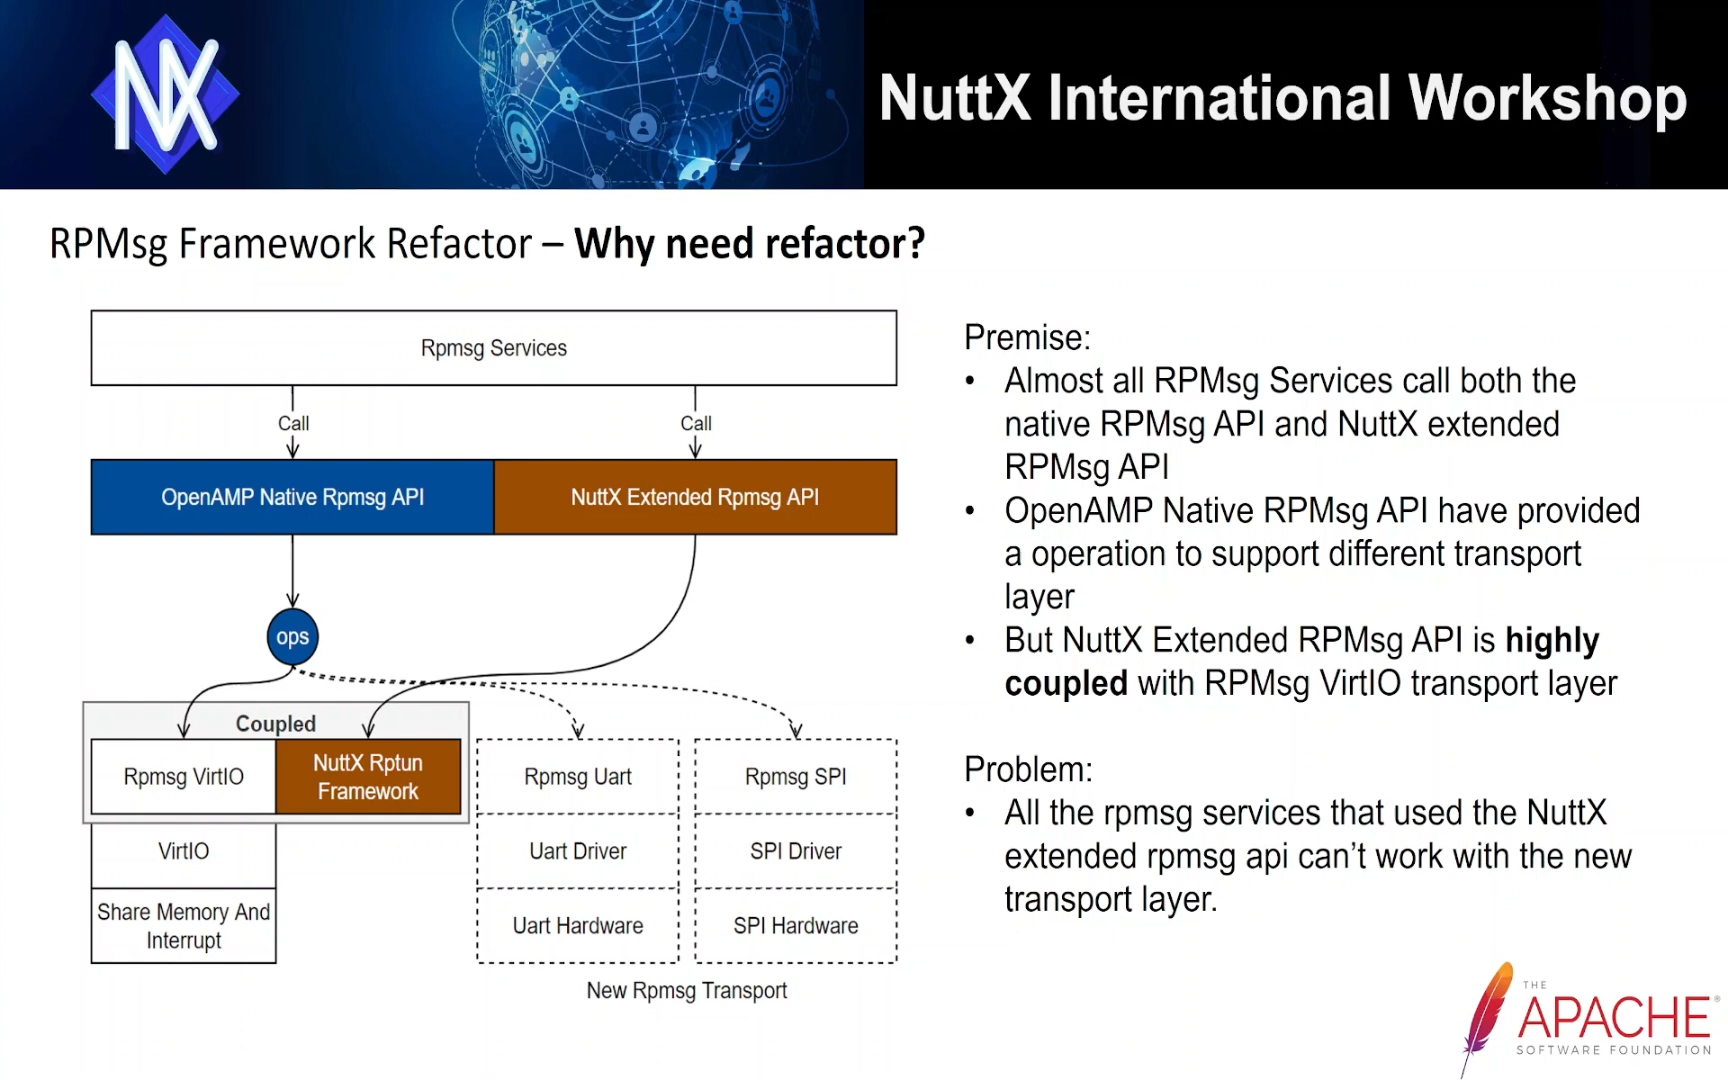 NX
NuttX International Workshop
RPMsg Framework Refactor – Why need refactor?
Rpmsg Services
Call
Call
OpenAMP Native Rpmsg API
NuttX Extended Rpmsg API
ops
Coupled
Rpmsg VirtIO
NuttX Rptun
Framework
VirtIO
Share Memory And
Interrupt
Rpmsg Uart
Uart Driver
Uart Hardware
Rpmsg SPI
SPI Driver
SPI Hardware
New Rpmsg Transport
Premise:
• Almost all RPMsg Services call both the
native RPMsg API and NuttX extended
RPMsg API
• OpenAMP Native RPMsg API have provided
a operation to support different transport
layer
• But NuttX Extended RPMsg API is highly
coupled with RPMsg VirtIO transport layer
Problem:
• All the rpmsg services that used the NuttX
extended rpmsg api can’t work with the new
transport layer.
THE
APACHE®
SOFTWARE FOUNDATION